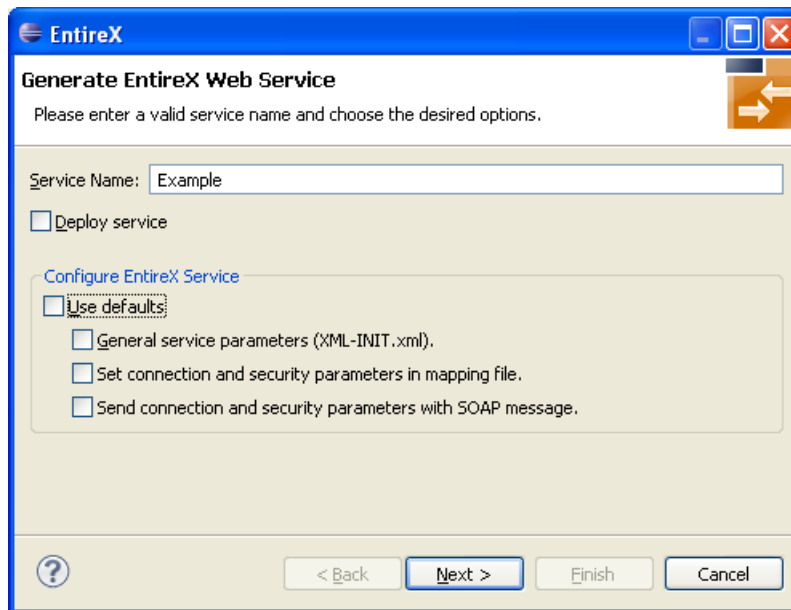 EntireX
Generate EntireX Web Service
Please enter a valid service name and choose the desired options.
Service Name: Example
Deploy service
Configure EntireX Service
Use defaults
General service parameters (XML-INIT.xml).
Set connection and security parameters in mapping file.
Send connection and security parameters with SOAP message.
? < Back Next > Finish Cancel